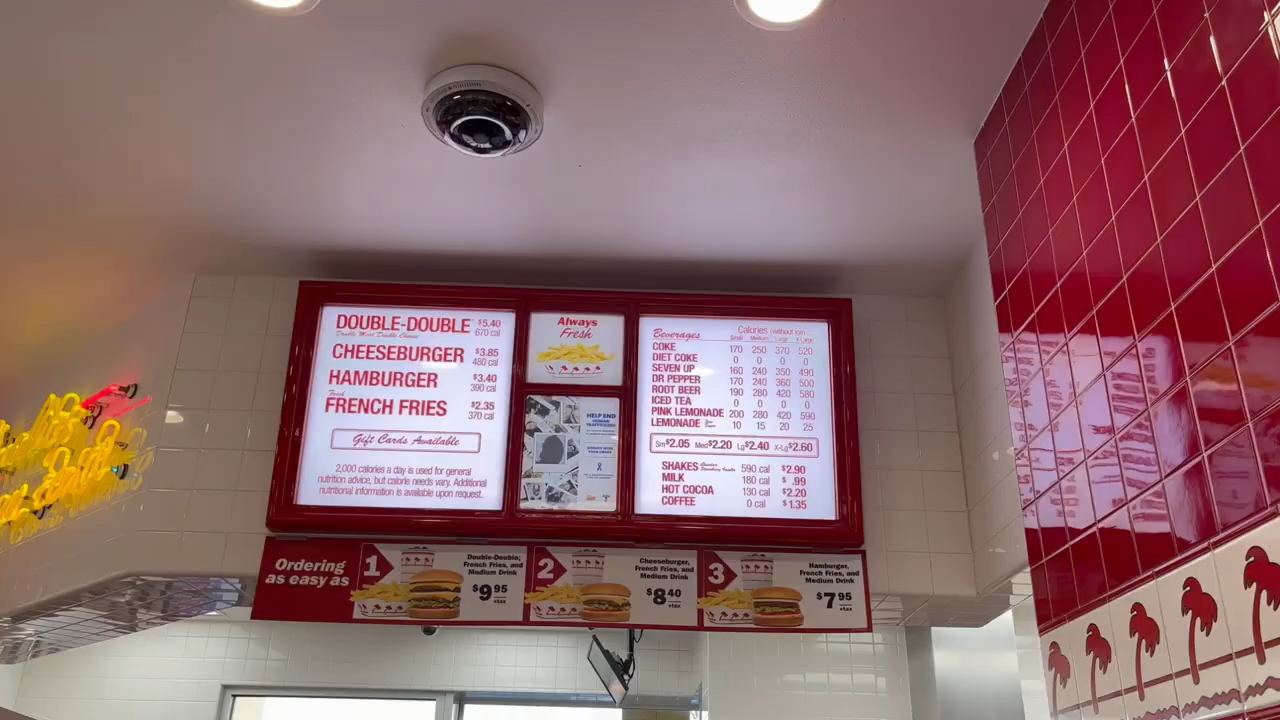 DOUBLE-DOUBLE $5.40
Double Meat Double Cheese 670 cal
CHEESEBURGER $3.85
480 cal
HAMBURGER $3.40
390 cal
Fresh
FRENCH FRIES $2.35
370 cal
Gift Cards Available
2,000 calories a day is used for general
nutrition advice, but calorie needs vary. Additional
nutritional information is available upon request.
Always
Fresh
HELP END
HUMAN
TRAFFICKING
Beverages Calories (without ice)
Small Medium Large X-Large
COKE 170 250 370 520
DIET COKE 0 0 0 0
SEVEN UP 160 240 350 490
DR PEPPER 170 240 360 500
ROOT BEER 190 280 420 580
ICED TEA 0 0 0 0
PINK LEMONADE 200 280 420 590
LEMONADE 10 15 20 25
Sm$2.05 Med$2.20 Lg$2.40 X-Lg$2.60
SHAKES 590 cal $2.90
MILK 180 cal $ .99
HOT COCOA 130 cal $2.20
COFFEE 0 cal $1.35
Ordering
as easy as
1
Double-Double,
French Fries, and
Medium Drink
$9 95
+tax
2
Cheeseburger,
French Fries, and
Medium Drink
$8 40
+tax
3
Hamburger,
French Fries, and
Medium Drink
$7 95
+tax